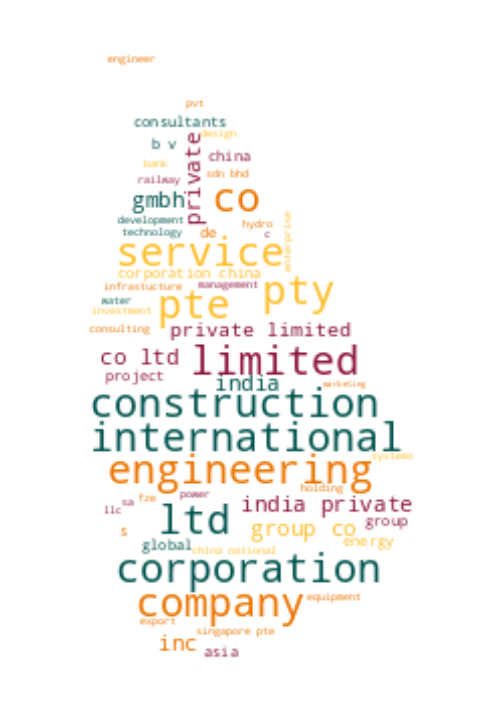 engineer
pvt
consultants
design
b v
private
china
bank
railway
sdn bhd
gmbh
co
development
hydro
technology
de
c
enterprise
service
corporation china
infrastucture
management
pte
pty
water
investment
consulting
private limited
co ltd
limited
project
india
marketing
construction
international
engineering
systems
holding
power
sa
fze
llc
india private
ltd
group
s
group co
energy
global
china national
corporation
company
equipment
export
singapore pte
inc
asia